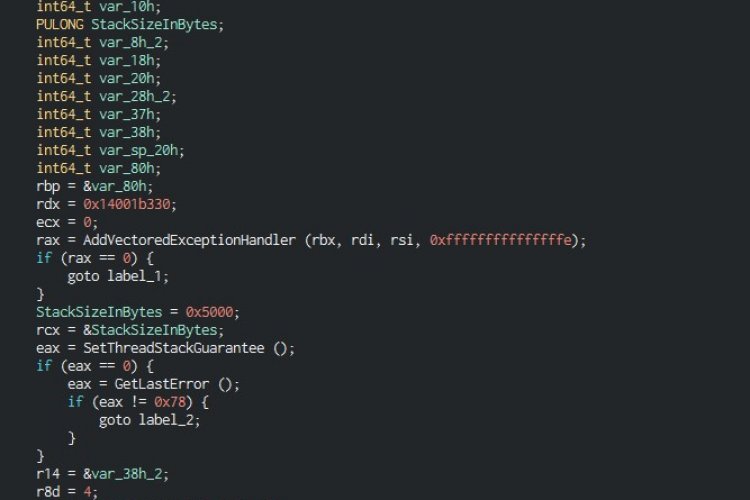 int64_t var_10h;
PULONG StackSizeInBytes;
int64_t var_8h_2;
int64_t var_18h;
int64_t var_20h;
int64_t var_28h_2;
int64_t var_37h;
int64_t var_38h;
int64_t var_sp_20h;
int64_t var_80h;
rbp = &var_80h;
rdx = 0x14001b330;
ecx = 0;
rax = AddVectoredExceptionHandler (rbx, rdi, rsi, 0xfffffffffffffffe);
if (rax == 0) {
goto label_1;
}
StackSizeInBytes = 0x5000;
rcx = &StackSizeInBytes;
eax = SetThreadStackGuarantee ();
if (eax == 0) {
eax = GetLastError ();
if (eax != 0x78) {
goto label_2;
}
}
r14 = &var_38h_2;
r8d = 4;